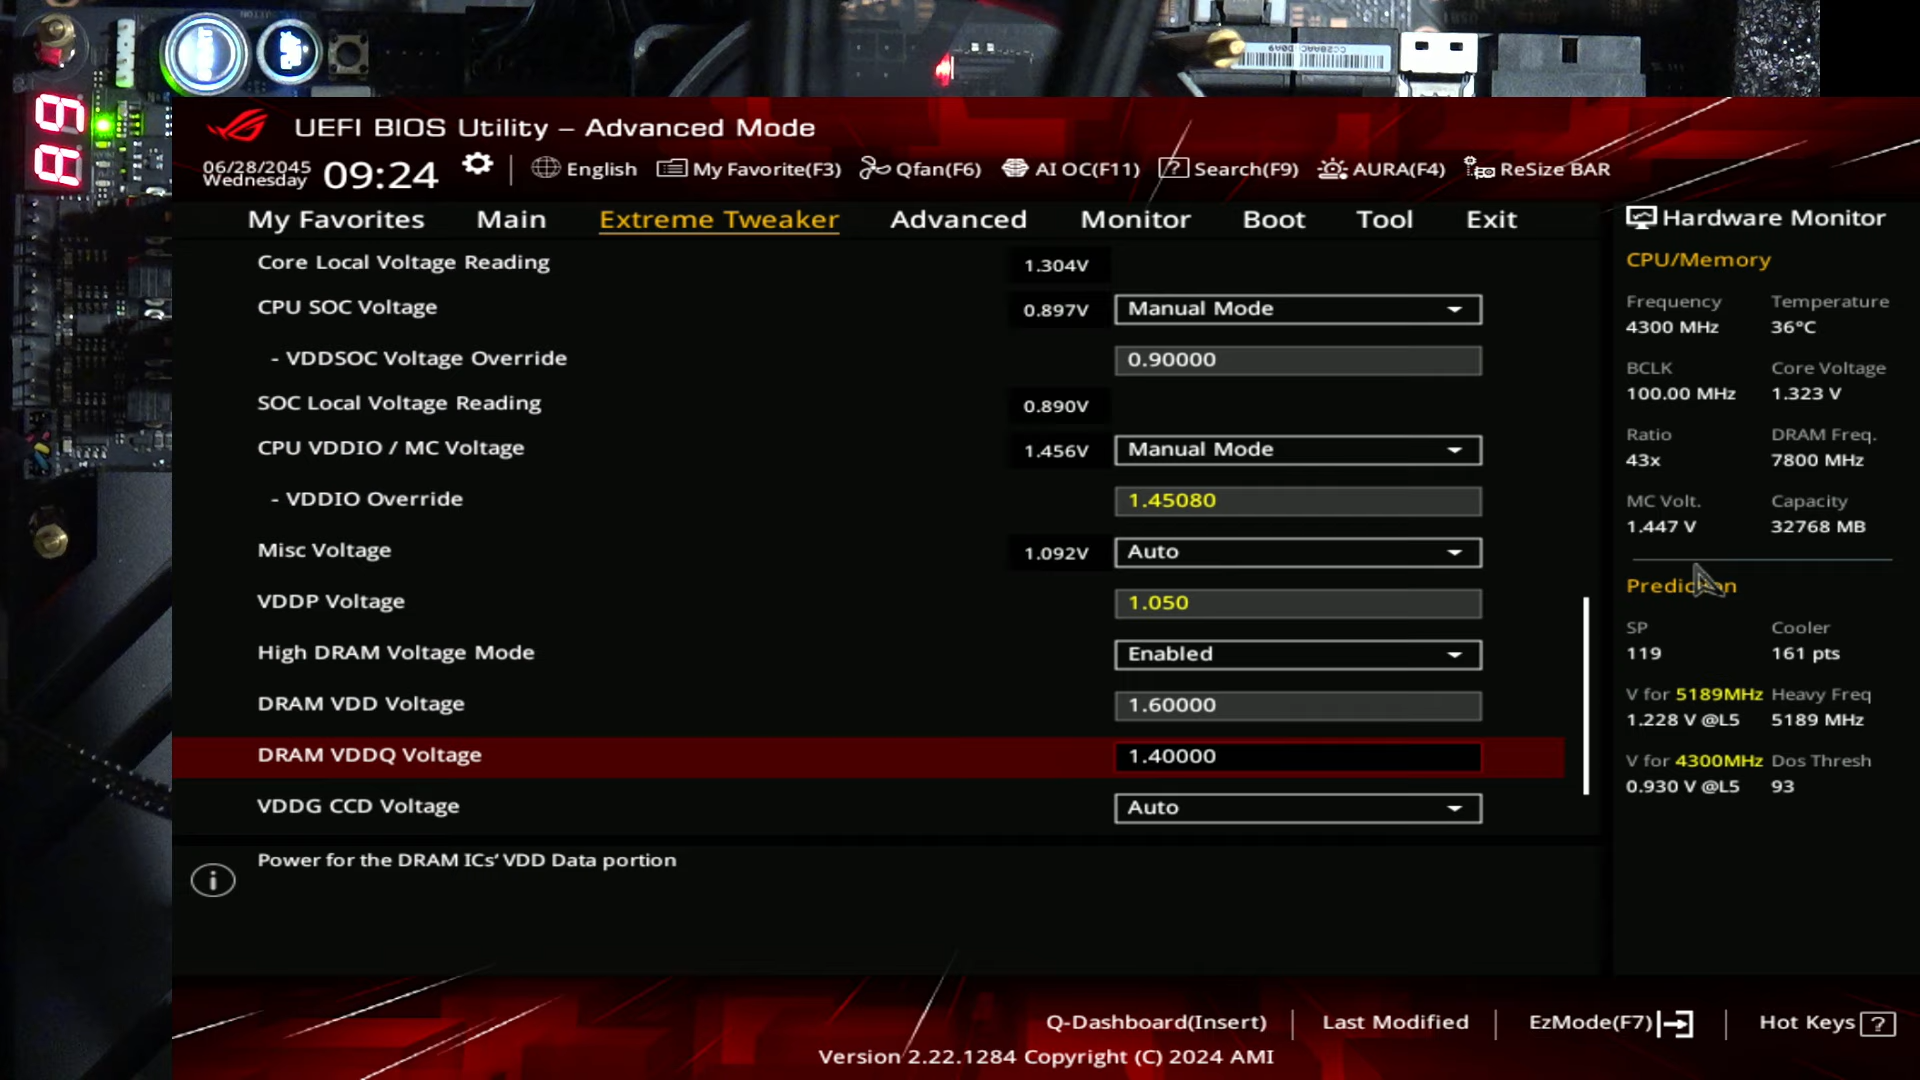 A9
UEFI BIOS Utility – Advanced Mode
06/28/2045
Wednesday
09:24
English
My Favorite(F3)
Qfan(F6)
AI OC(F11)
Search(F9)
AURA(F4)
ReSize BAR
My Favorites
Main
Extreme Tweaker
Advanced
Monitor
Boot
Tool
Exit
Core Local Voltage Reading 1.304V
CPU SOC Voltage 0.897V Manual Mode
- VDDSOC Voltage Override 0.90000
SOC Local Voltage Reading 0.890V
CPU VDDIO / MC Voltage 1.456V Manual Mode
- VDDIO Override 1.45080
Misc Voltage 1.092V Auto
VDDP Voltage 1.050
High DRAM Voltage Mode Enabled
DRAM VDD Voltage 1.60000
DRAM VDDQ Voltage 1.40000
VDDG CCD Voltage Auto
Power for the DRAM ICs' VDD Data portion
Hardware Monitor
CPU/Memory
Frequency Temperature
4300 MHz 36°C
BCLK Core Voltage
100.00 MHz 1.323 V
Ratio DRAM Freq.
43x 7800 MHz
MC Volt. Capacity
1.447 V 32768 MB
Prediction
SP Cooler
119 161 pts
V for 5189MHz Heavy Freq
1.228 V @L5 5189 MHz
V for 4300MHz Dos Thresh
0.930 V @L5 93
Q-Dashboard(Insert)
Last Modified
EzMode(F7)
Hot Keys ?
Version 2.22.1284 Copyright (C) 2024 AMI